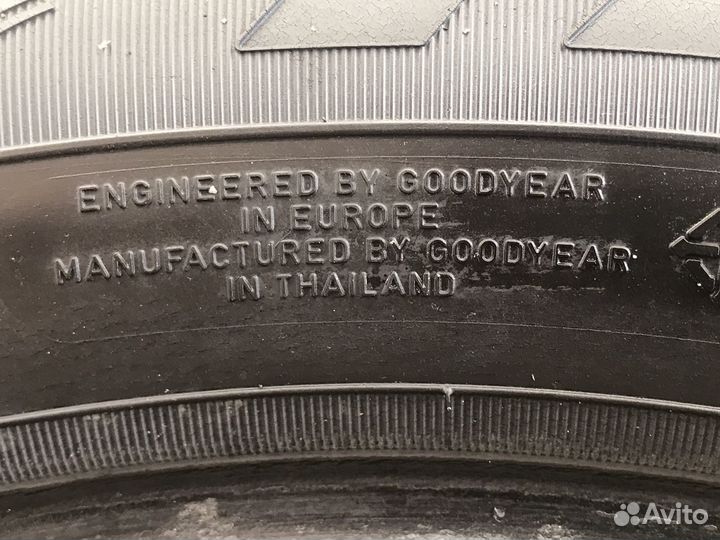 ENGINEERED BY GOODYEAR
IN EUROPE
MANUFACTURED BY GOODYEAR
IN THAILAND
Avito